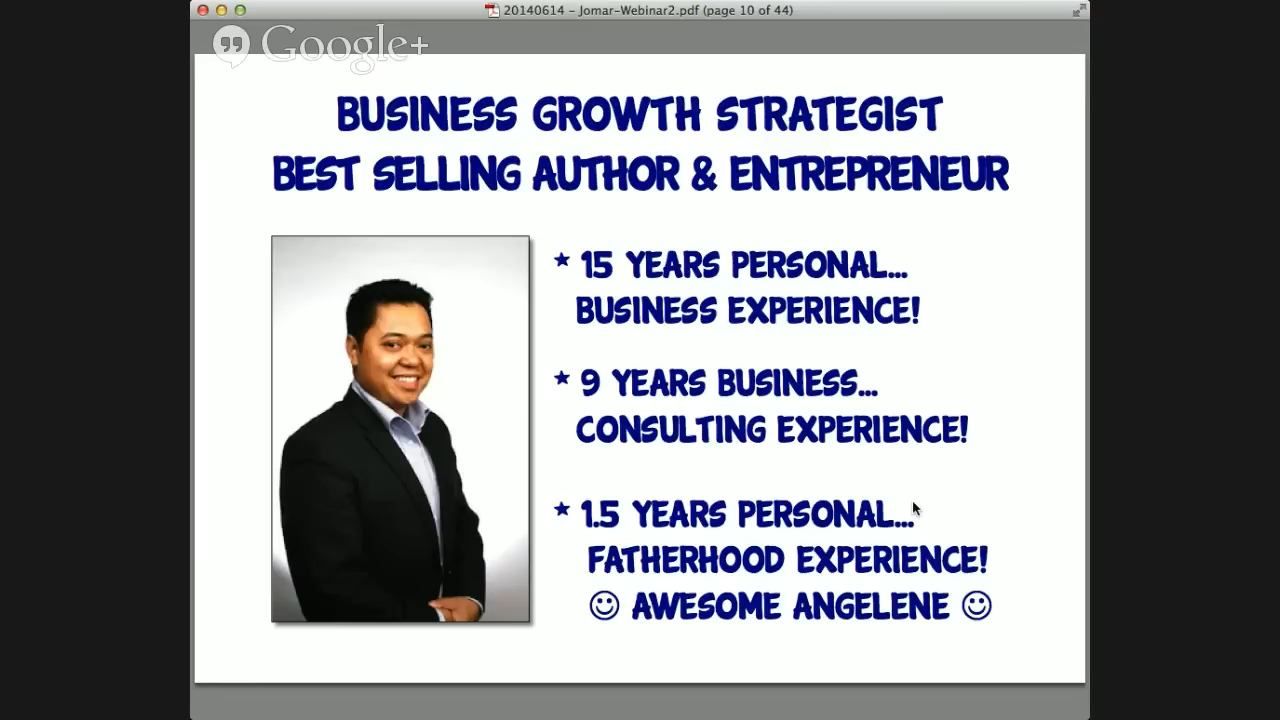 20140614 - Jomar-Webinar2.pdf (page 10 of 44)
Google+
BUSINESS GROWTH STRATEGIST
BEST SELLING AUTHOR & ENTREPRENEUR
* 15 YEARS PERSONAL...
BUSINESS EXPERIENCE!
* 9 YEARS BUSINESS...
CONSULTING EXPERIENCE!
* 1.5 YEARS PERSONAL...
FATHERHOOD EXPERIENCE!
☺ AWESOME ANGELENE ☺